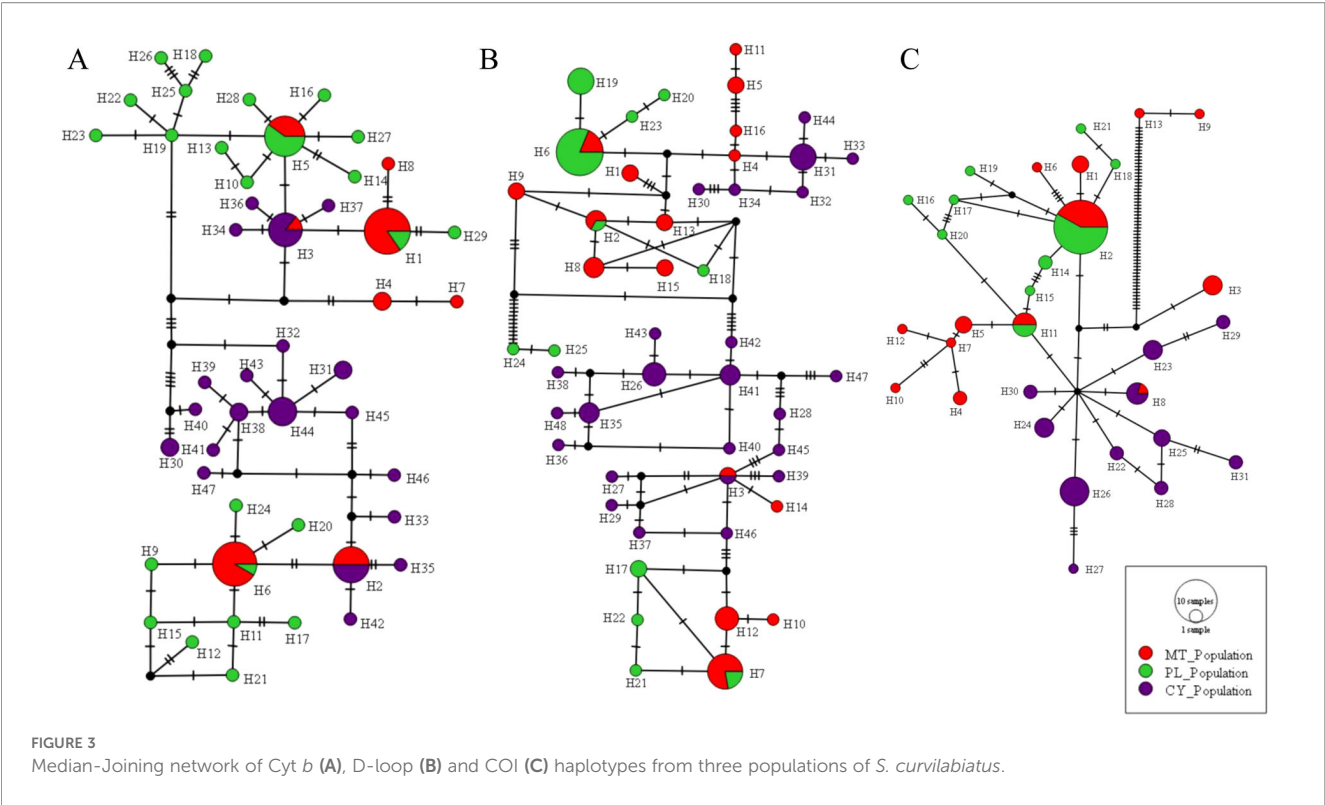 A
B
C
H26
H18
H25
H22
H23
H19
H28
H16
H27
H13
H5
H10
H14
H8
H36
H37
H34
H3
H1
H29
H4
H7
H32
H39
H43
H31
H38
H44
H45
H40
H41
H30
H47
H46
H33
H24
H20
H9
H6
H2
H35
H42
H15
H11
H17
H12
H21
H11
H5
H19
H20
H23
H16
H44
H33
H6
H4
H31
H1
H9
H30
H34
H32
H2
H13
H8
H15
H18
H24
H25
H43
H42
H38
H26
H41
H47
H48
H35
H28
H36
H40
H45
H27
H3
H39
H29
H14
H37
H46
H17
H22
H12
H10
H21
H7
H13
H9
H21
H19
H6
H1
H18
H16
H17
H20
H2
H14
H15
H3
H12
H5
H11
H29
H7
H23
H10
H4
H30
H8
H24
H25
H22
H31
H26
H28
H27
10 samples
1 sample
MT_Population
PL_Population
CY_Population
FIGURE 3
Median-Joining network of Cyt b (A), D-loop (B) and COI (C) haplotypes from three populations of S. curvilabiatus.